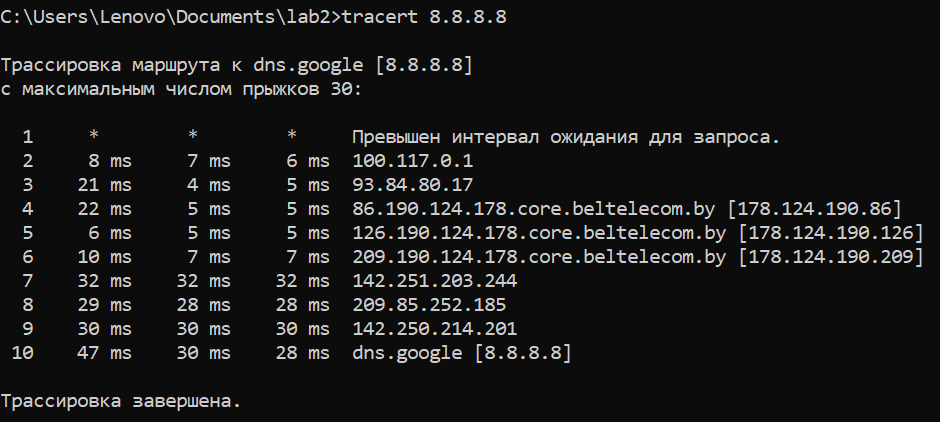 C:\Users\Lenovo\Documents\lab2>tracert 8.8.8.8
Трассировка маршрута к dns.google [8.8.8.8]
с максимальным числом прыжков 30:
1 * * * Превышен интервал ожидания для запроса.
2 8 ms 7 ms 6 ms 100.117.0.1
3 21 ms 4 ms 5 ms 93.84.80.17
4 22 ms 5 ms 5 ms 86.190.124.178.core.beltelecom.by [178.124.190.86]
5 6 ms 5 ms 5 ms 126.190.124.178.core.beltelecom.by [178.124.190.126]
6 10 ms 7 ms 7 ms 209.190.124.178.core.beltelecom.by [178.124.190.209]
7 32 ms 32 ms 32 ms 142.251.203.244
8 29 ms 28 ms 28 ms 209.85.252.185
9 30 ms 30 ms 30 ms 142.250.214.201
10 47 ms 30 ms 28 ms dns.google [8.8.8.8]
Трассировка завершена.